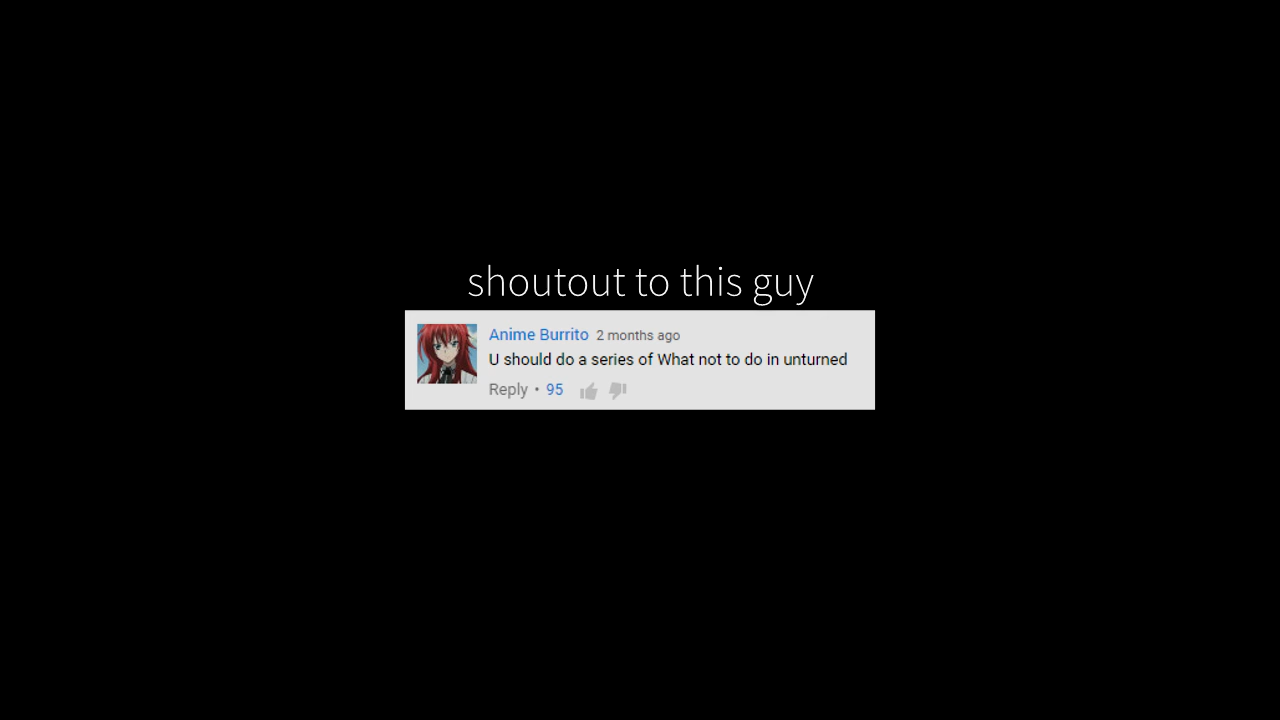 shoutout to this guy
Anime Burrito 2 months ago
U should do a series of What not to do in unturned
Reply • 95